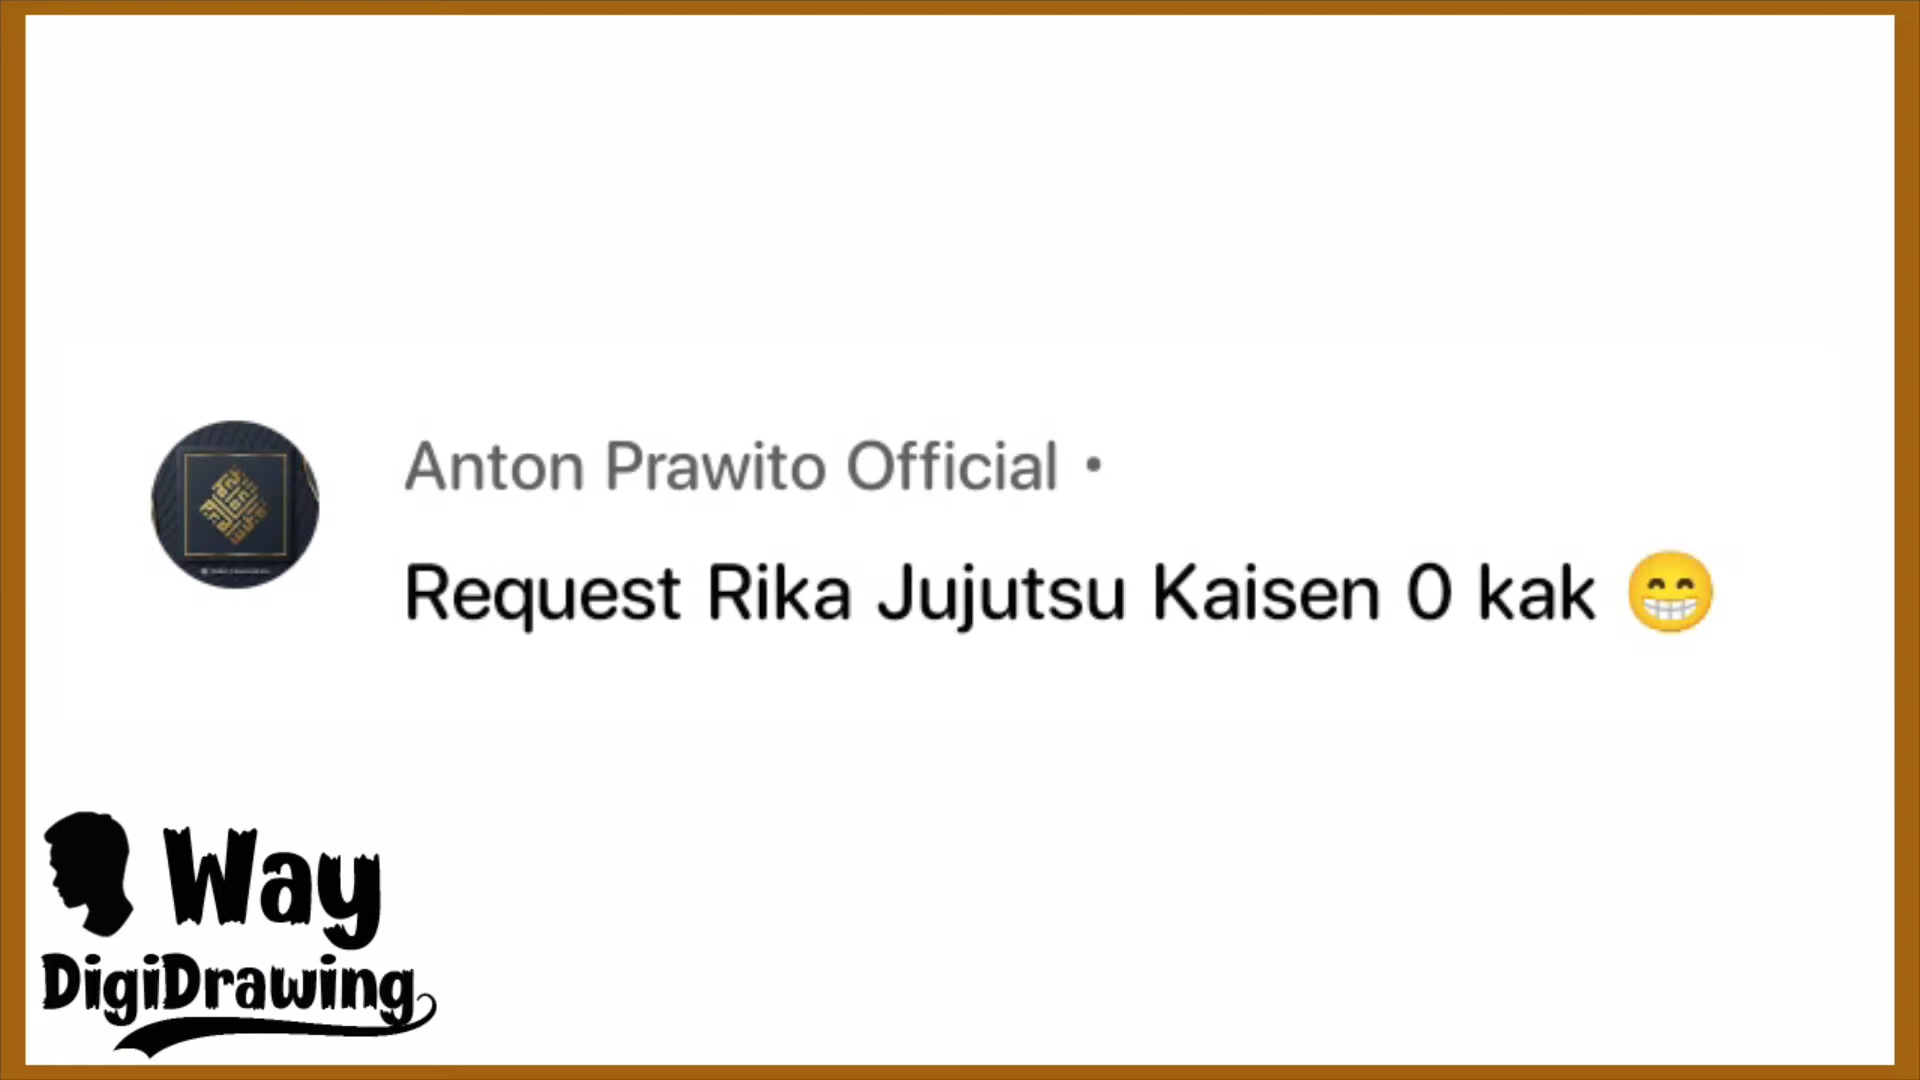 Anton Prawito Official •
Request Rika Jujutsu Kaisen 0 kak 😁
Way
DigiDrawing